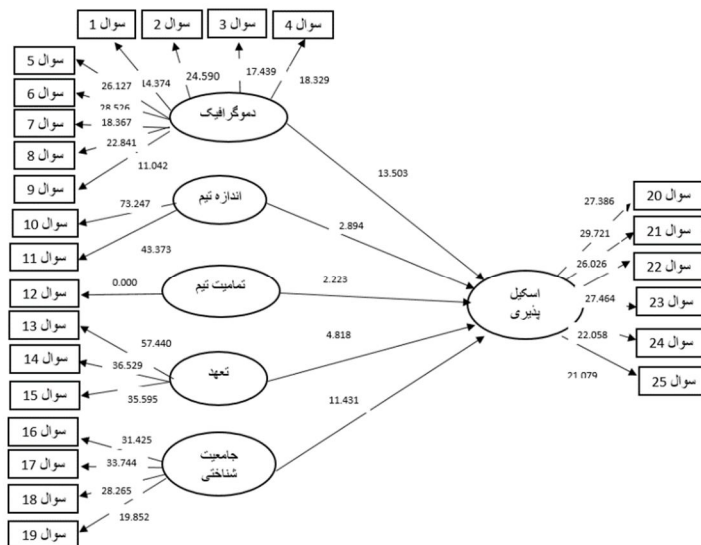 سوال 1
سوال 2
سوال 3
سوال 4
سوال 5
سوال 6
سوال 7
سوال 8
سوال 9
14.374
24.590
17.439
18.329
26.127
28.526
18.367
22.841
11.042
دموگرافیک
13.503
سوال 10
سوال 11
73.247
43.373
اندازه تیم
2.894
سوال 12
0.000
تمامیت تیم
2.223
سوال 13
سوال 14
سوال 15
57.440
36.529
35.595
تعهد
4.818
سوال 16
سوال 17
سوال 18
سوال 19
31.425
33.744
28.265
19.852
جامعیت
شناختی
11.431
اسکیل
پذیری
27.386
29.721
26.026
27.464
22.058
21.079
سوال 20
سوال 21
سوال 22
سوال 23
سوال 24
سوال 25